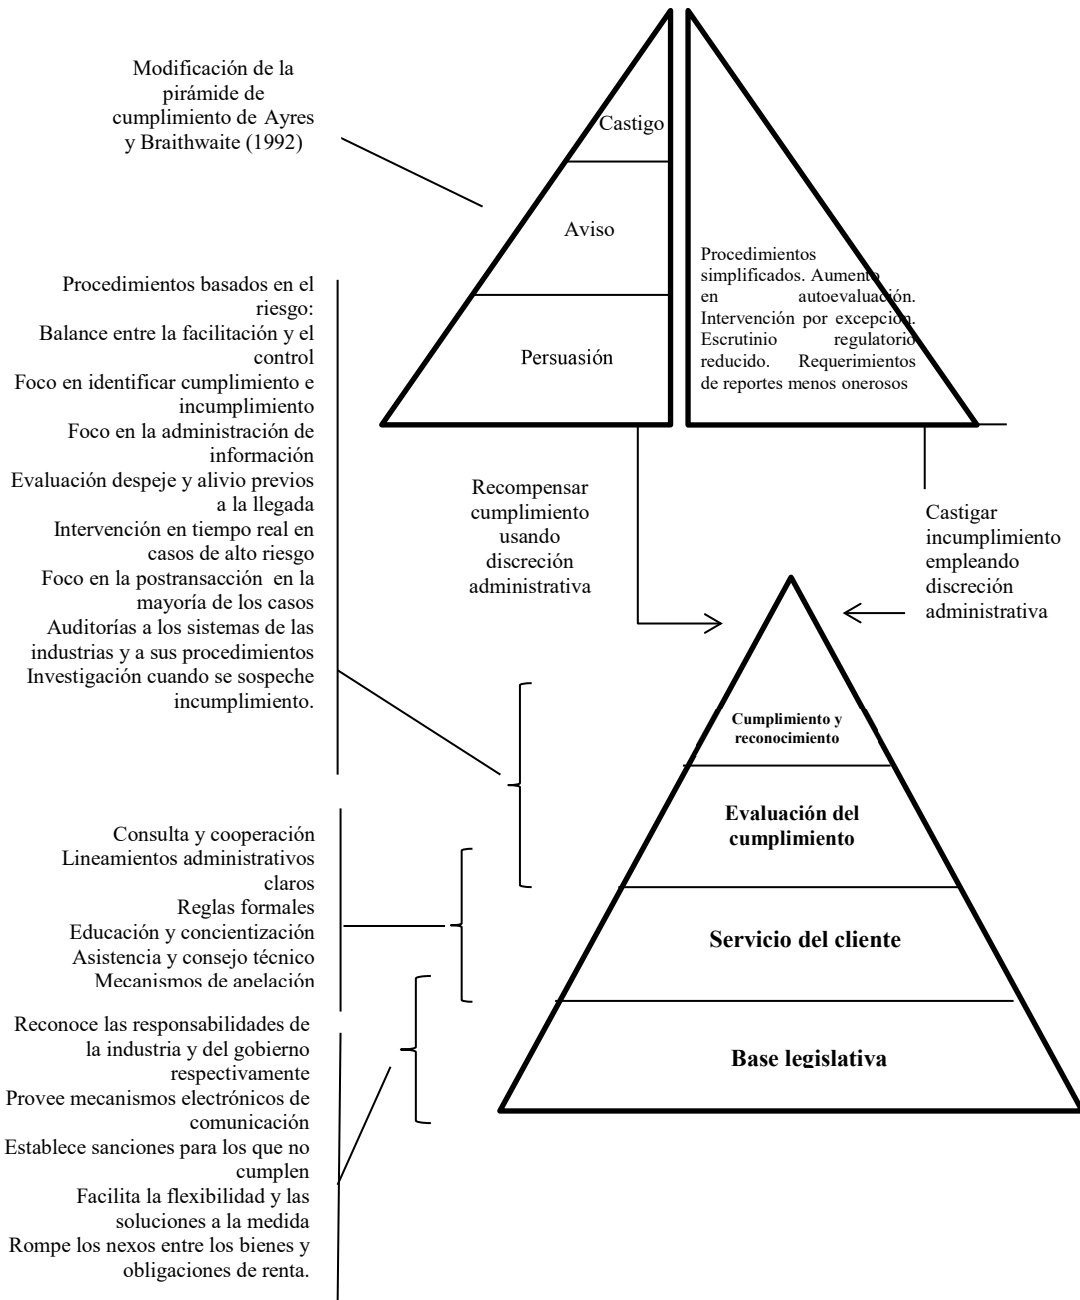 Modificación de la
pirámide de
cumplimiento de Ayres
y Braithwaite (1992)
Castigo
Aviso
Persuasión
Procedimientos
simplificados. Aumento
en autoevaluación.
Intervención por excepción.
Escrutinio regulatorio
reducido. Requerimientos
de reportes menos onerosos
Procedimientos basados en el
riesgo:
Balance entre la facilitación y el
control
Foco en identificar cumplimiento e
incumplimiento
Foco en la administración de
información
Evaluación despeje y alivio previos
a la llegada
Intervención en tiempo real en
casos de alto riesgo
Foco en la postransacción en la
mayoría de los casos
Auditorías a los sistemas de las
industrias y a sus procedimientos
Investigación cuando se sospeche
incumplimiento.
Recompensar
cumplimiento
usando
discreción
administrativa
Castigar
incumplimiento
empleando
discreción
administrativa
Cumplimiento y
reconocimiento
Evaluación del
cumplimiento
Servicio del cliente
Base legislativa
Consulta y cooperación
Lineamientos administrativos
claros
Reglas formales
Educación y concientización
Asistencia y consejo técnico
Mecanismos de apelación
Reconoce las responsabilidades de
la industria y del gobierno
respectivamente
Provee mecanismos electrónicos de
comunicación
Establece sanciones para los que no
cumplen
Facilita la flexibilidad y las
soluciones a la medida
Rompe los nexos entre los bienes y
obligaciones de renta.